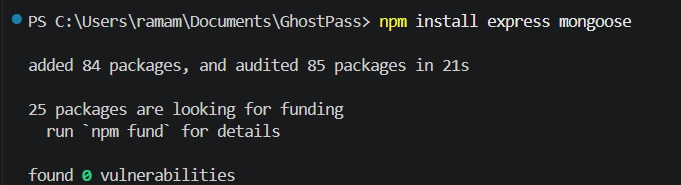 PS C:\Users\ramam\Documents\GhostPass> npm install express mongoose
added 84 packages, and audited 85 packages in 21s
25 packages are looking for funding
run `npm fund` for details
found 0 vulnerabilities